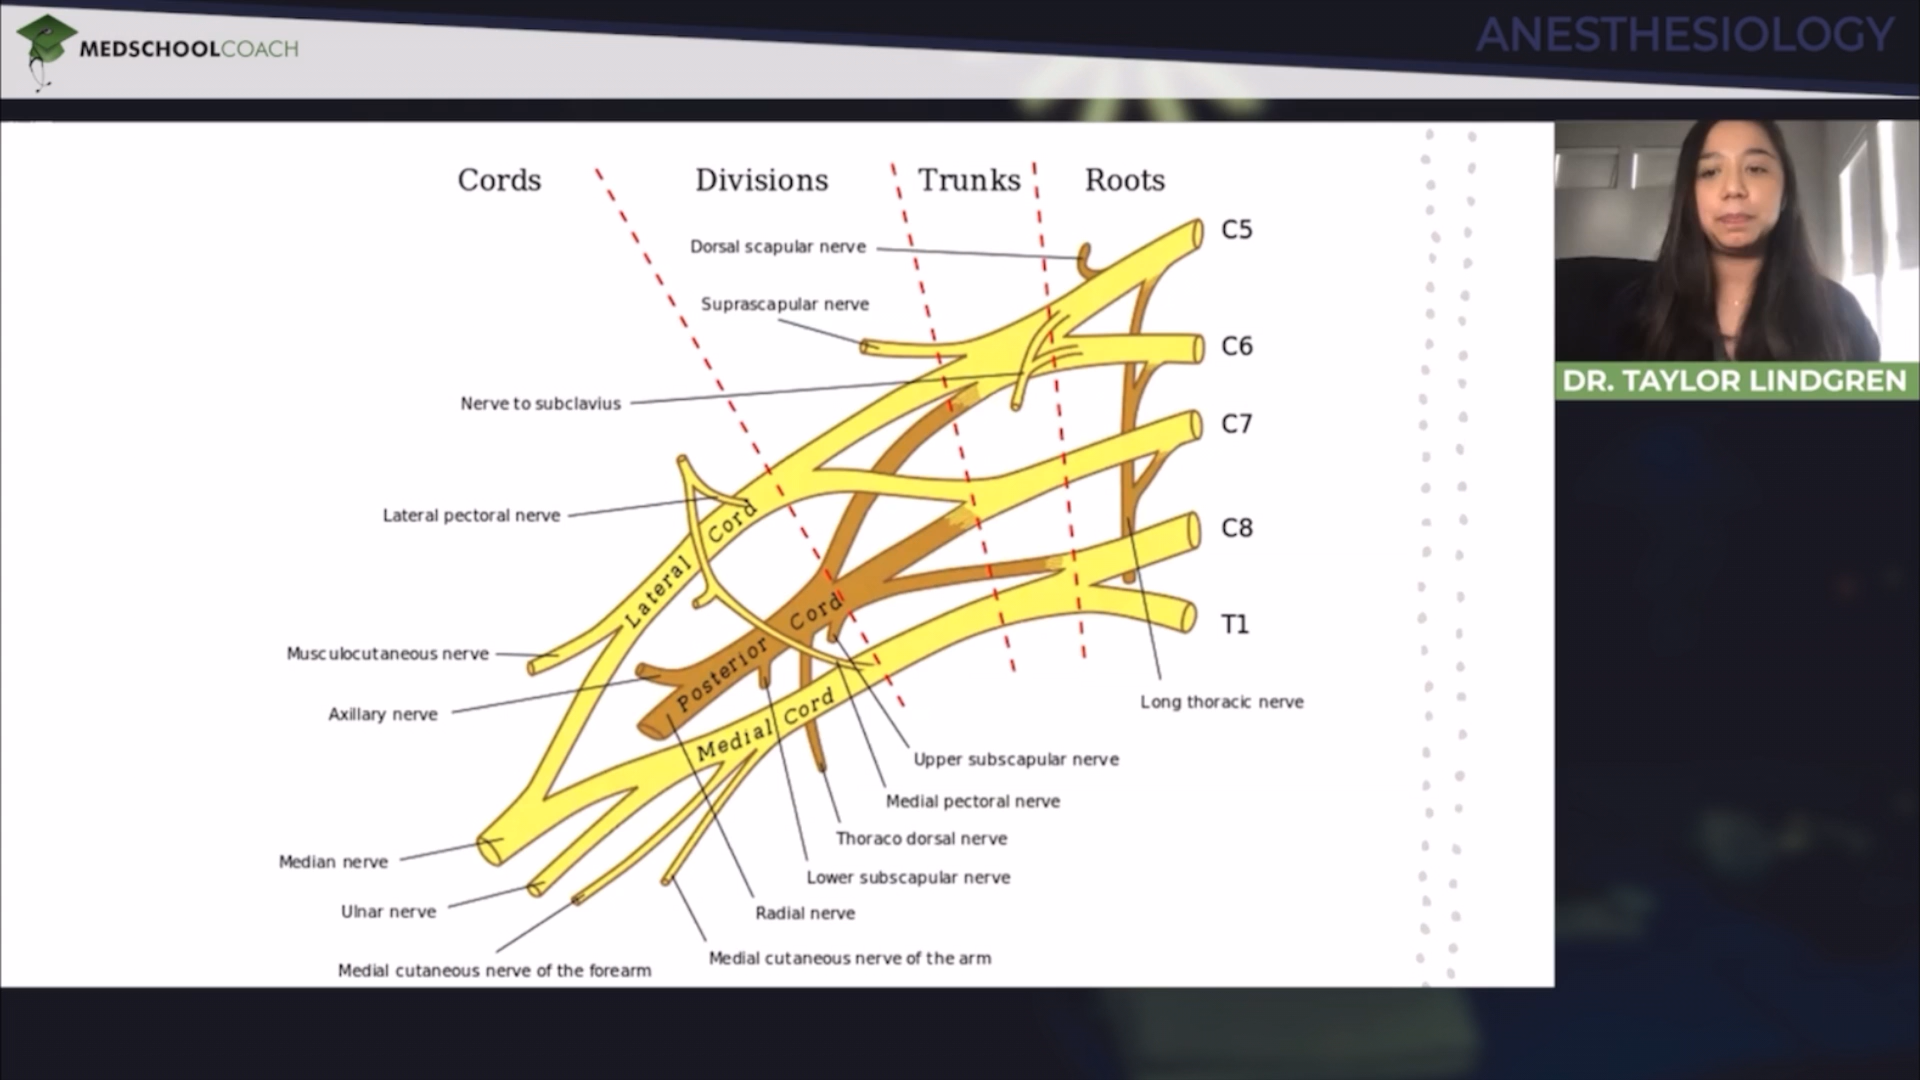 MEDSCHOOLCOACH
ANESTHESIOLOGY
Cords
Divisions
Trunks
Roots
C5
Dorsal scapular nerve
Suprascapular nerve
C6
Nerve to subclavius
C7
Lateral pectoral nerve
Lateral Cord
C8
Posterior Cord
T1
Musculocutaneous nerve
Axillary nerve
Medial Cord
Long thoracic nerve
Upper subscapular nerve
Medial pectoral nerve
Thoraco dorsal nerve
Median nerve
Lower subscapular nerve
Ulnar nerve
Radial nerve
Medial cutaneous nerve of the arm
Medial cutaneous nerve of the forearm
DR. TAYLOR LINDGREN